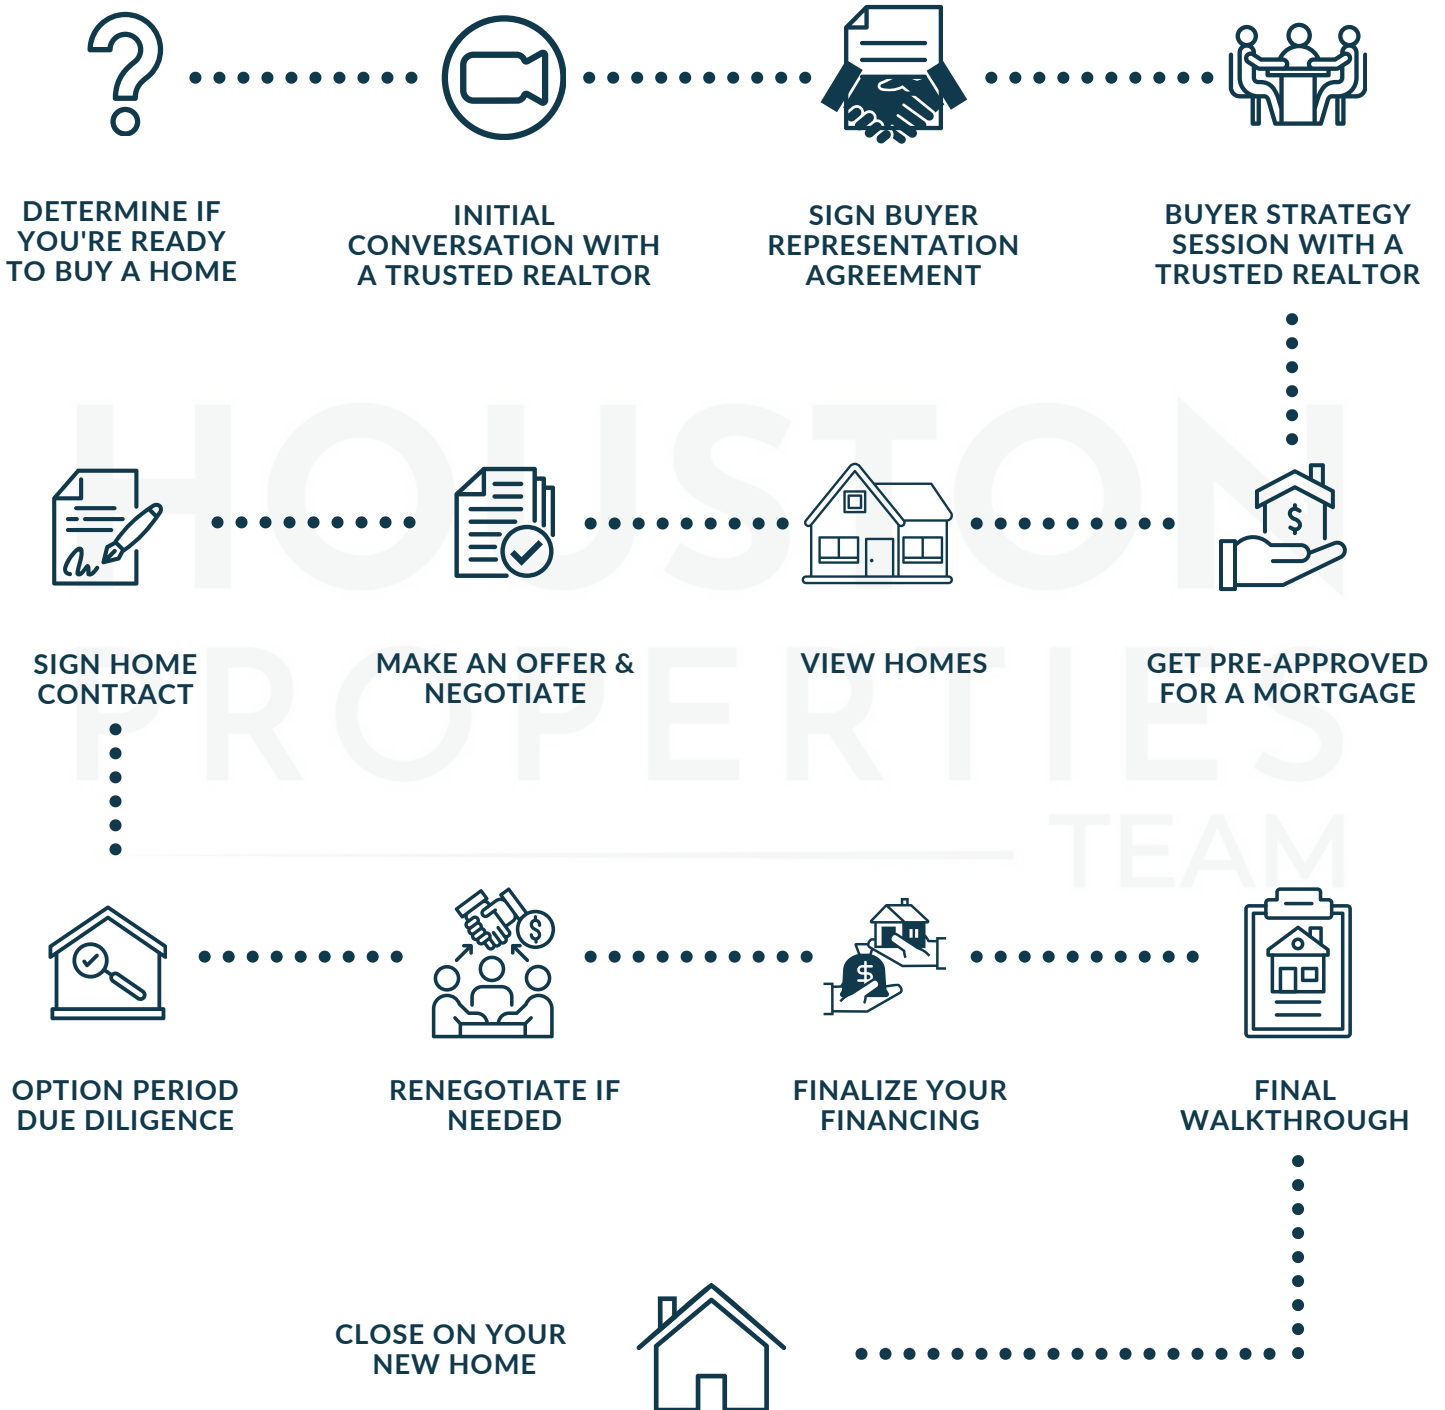 DETERMINE IF
YOU'RE READY
TO BUY A HOME
INITIAL
CONVERSATION WITH
A TRUSTED REALTOR
SIGN BUYER
REPRESENTATION
AGREEMENT
BUYER STRATEGY
SESSION WITH A
TRUSTED REALTOR
HOUSTON
PROPERTIES
TEAM
$
GET PRE-APPROVED
FOR A MORTGAGE
VIEW HOMES
MAKE AN OFFER &
NEGOTIATE
SIGN HOME
CONTRACT
OPTION PERIOD
DUE DILIGENCE
$
RENEGOTIATE IF
NEEDED
$
FINALIZE YOUR
FINANCING
FINAL
WALKTHROUGH
CLOSE ON YOUR
NEW HOME